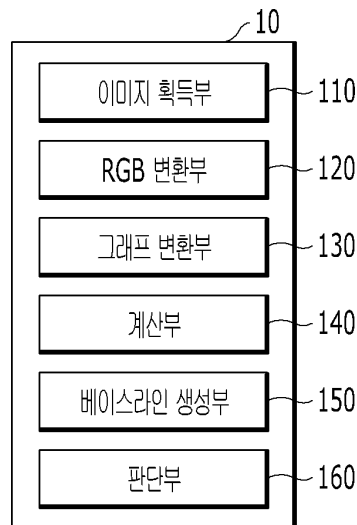 10
이미지 획득부 110
RGB 변환부 120
그래프 변환부 130
계산부 140
베이스라인 생성부 150
판단부 160